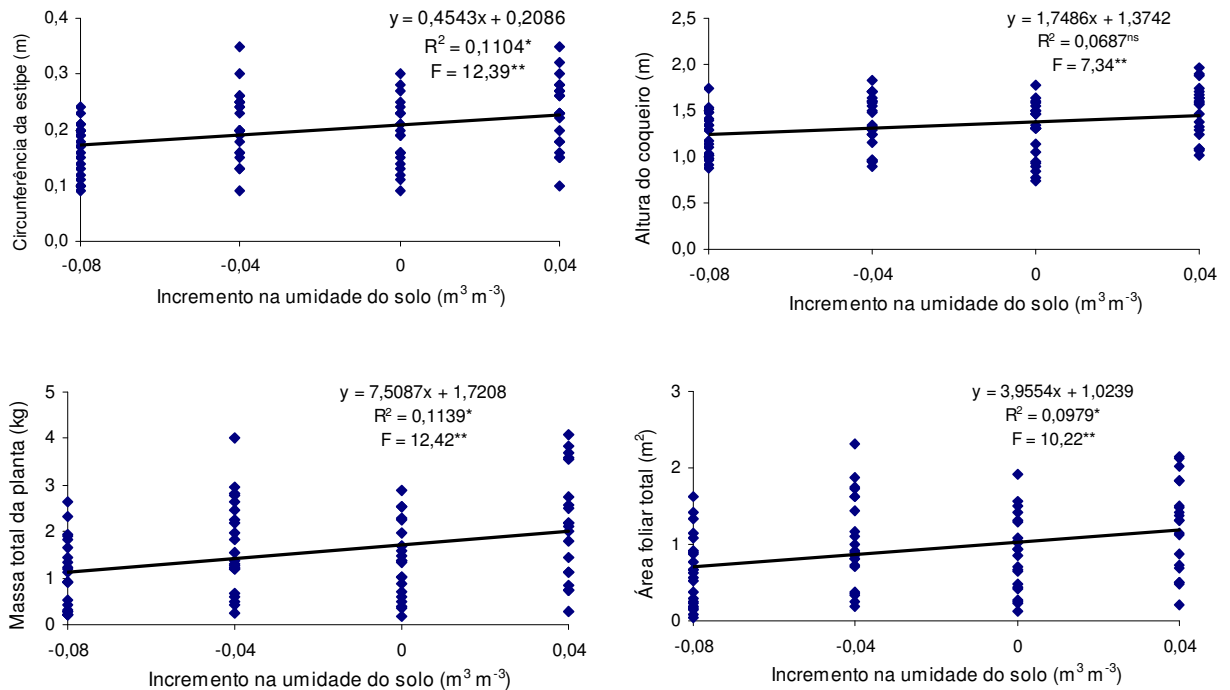 y = 0,4543x + 0,2086
R² = 0,1104*
F = 12,39**
Circunferência da estipe (m)
0,4
0,3
0,2
0,1
0,0
-0,08 -0,04 0 0,04
Incremento na umidade do solo (m³ m⁻³)
y = 1,7486x + 1,3742
R² = 0,0687ⁿˢ
F = 7,34**
Altura do coqueiro (m)
2,5
2,0
1,5
1,0
0,5
0,0
-0,08 -0,04 0 0,04
Incremento na umidade do solo (m³ m⁻³)
y = 7,5087x + 1,7208
R² = 0,1139*
F = 12,42**
Massa total da planta (kg)
5
4
3
2
1
0
-0,08 -0,04 0 0,04
Incremento na umidade do solo (m³ m⁻³)
y = 3,9554x + 1,0239
R² = 0,0979*
F = 10,22**
Área foliar total (m²)
3
2
1
0
-0,08 -0,04 0 0,04
Incremento na umidade do solo (m³ m⁻³)